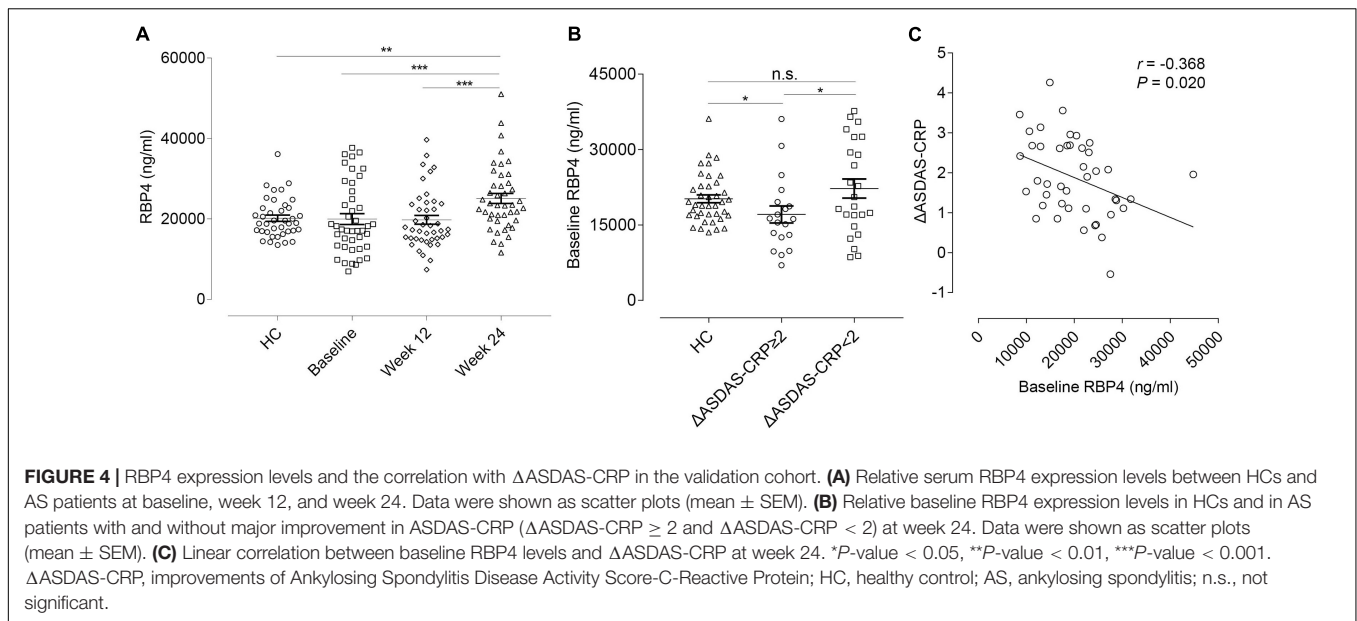 A
**
***
***
60000
40000
20000
0
RBP4 (ng/ml)
HC
Baseline
Week 12
Week 24
B
n.s.
*
*
45000
30000
15000
0
Baseline RBP4 (ng/ml)
HC
ΔASDAS-CRP≥2
ΔASDAS-CRP<2
C
r = -0.368
P = 0.020
5
4
3
2
1
0
-1
ΔASDAS-CRP
0
10000
20000
30000
40000
50000
Baseline RBP4 (ng/ml)
FIGURE 4 | RBP4 expression levels and the correlation with ΔASDAS-CRP in the validation cohort. (A) Relative serum RBP4 expression levels between HCs and
AS patients at baseline, week 12, and week 24. Data were shown as scatter plots (mean ± SEM). (B) Relative baseline RBP4 expression levels in HCs and in AS
patients with and without major improvement in ASDAS-CRP (ΔASDAS-CRP ≥ 2 and ΔASDAS-CRP < 2) at week 24. Data were shown as scatter plots
(mean ± SEM). (C) Linear correlation between baseline RBP4 levels and ΔASDAS-CRP at week 24. *P-value < 0.05, **P-value < 0.01, ***P-value < 0.001.
ΔASDAS-CRP, improvements of Ankylosing Spondylitis Disease Activity Score-C-Reactive Protein; HC, healthy control; AS, ankylosing spondylitis; n.s., not
significant.